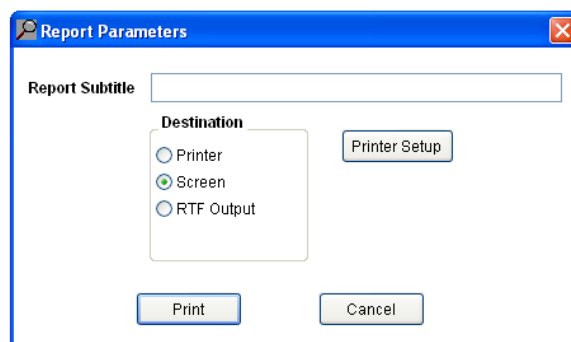 Report Parameters
Report Subtitle
Destination
Printer
Printer Setup
Screen
RTF Output
Print
Cancel